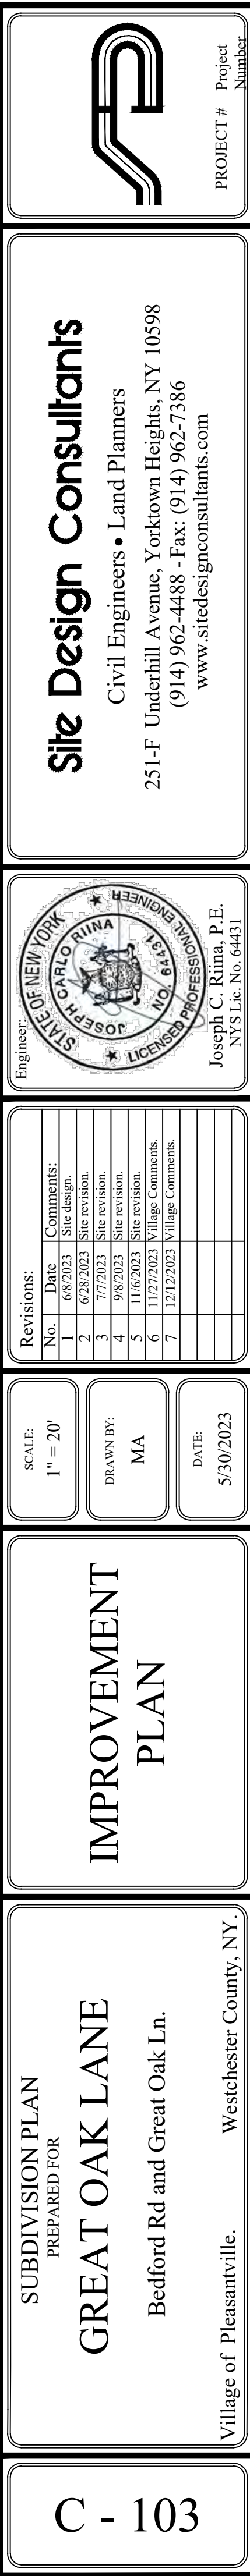 PROJECT # Project
Number
Site Design Consultants
Civil Engineers • Land Planners
251-F Underhill Avenue, Yorktown Heights, NY 10598
(914) 962-4488 - Fax: (914) 962-7386
www.sitedesignconsultants.com
Engineer:
STATE OF NEW YORK
JOSEPH CARLO RIINA
NO. 64431
LICENSED PROFESSIONAL ENGINEER
Joseph C. Riina, P.E.
NYS Lic. No. 64431
Revisions:
No. Date Comments:
1 6/8/2023 Site design.
2 6/28/2023 Site revision.
3 7/7/2023 Site revision.
4 9/8/2023 Site revision.
5 11/6/2023 Site revision.
6 11/27/2023 Village Comments.
7 12/12/2023 Village Comments.
SCALE:
1" = 20'
DRAWN BY:
MA
DATE:
5/30/2023
IMPROVEMENT
PLAN
SUBDIVISION PLAN
PREPARED FOR
GREAT OAK LANE
Bedford Rd and Great Oak Ln.
Village of Pleasantville. Westchester County, NY.
C - 103